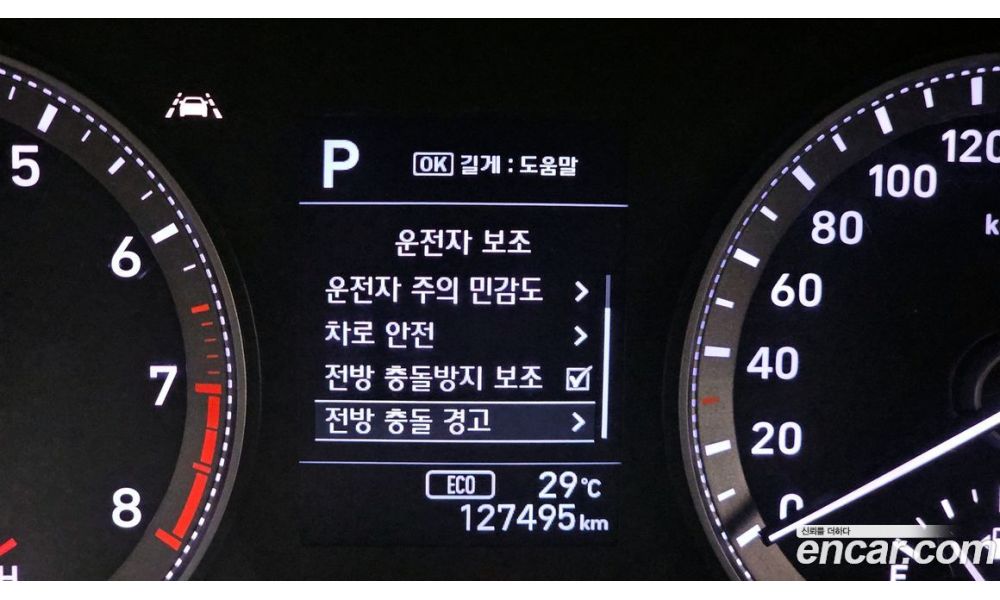 5
6
7
8
H
P
OK 길게 : 도움말
운전자 보조
운전자 주의 민감도 >
차로 안전 >
전방 충돌방지 보조 ☑
전방 충돌 경고 >
ECO 29℃
127495km
120
100
80
60
40
20
0
k
E
신뢰를 더하다
encar.com